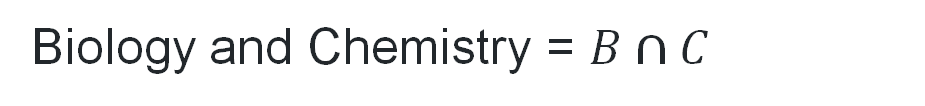 Biology and Chemistry = B ∩ C